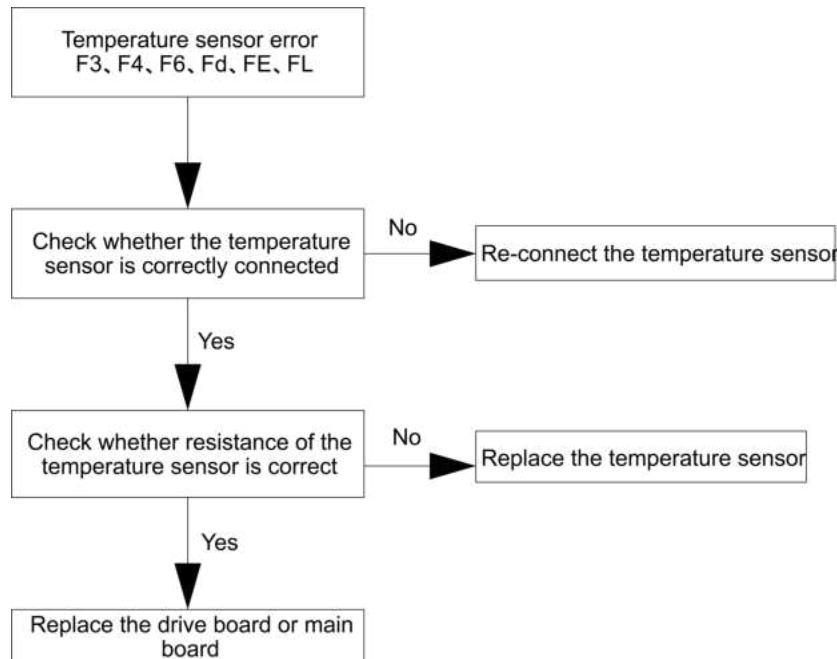 Temperature sensor error
F3、F4、F6、Fd、FE、FL
Check whether the temperature
sensor is correctly connected
No
Re-connect the temperature sensor
Yes
Check whether resistance of the
temperature sensor is correct
No
Replace the temperature sensor
Yes
Replace the drive board or main
board